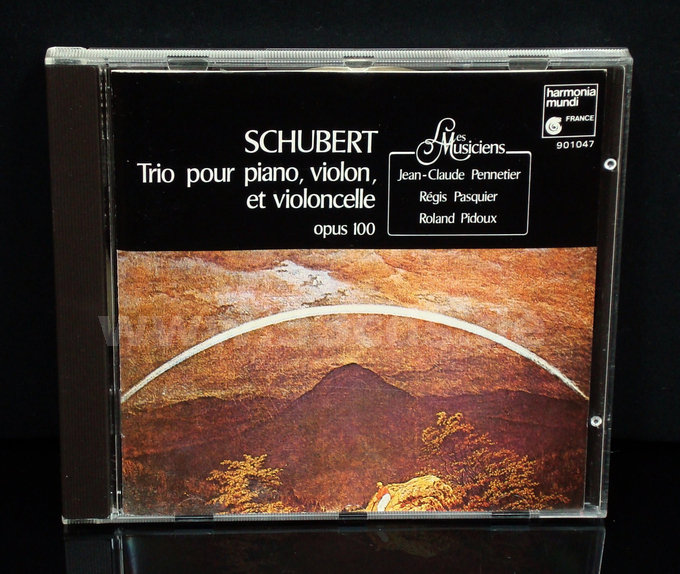 SCHUBERT
Trio pour piano, violon,
et violoncelle
opus 100
Les
Musiciens
Jean-Claude Pennetier
Régis Pasquier
Roland Pidoux
harmonia
mundi
FRANCE
901047